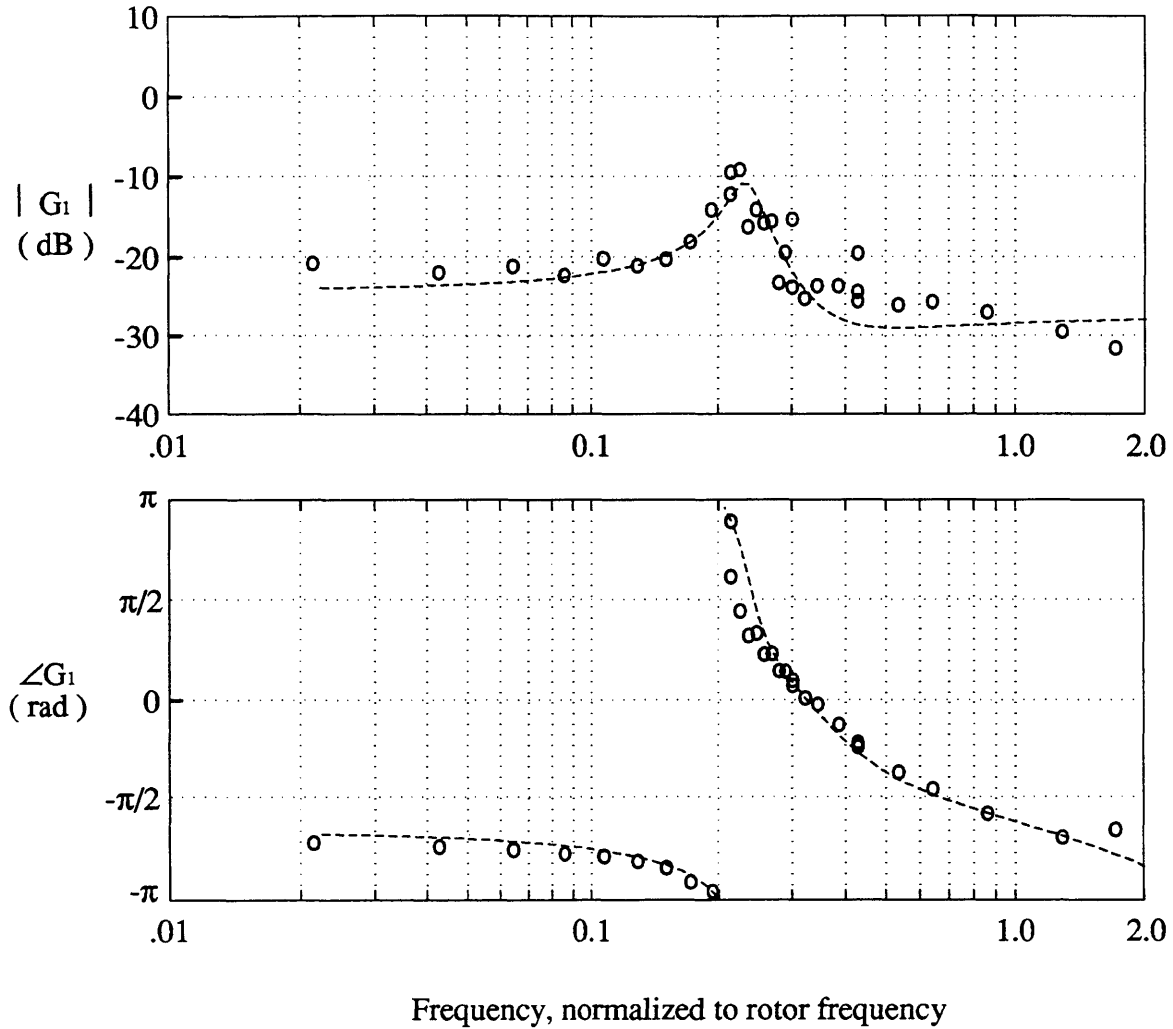 10
0
-10
| G1 |
( dB )
-20
-30
-40
.01 0.1 1.0 2.0
π
π/2
∠G1
( rad )
0
-π/2
-π
.01 0.1 1.0 2.0
Frequency, normalized to rotor frequency